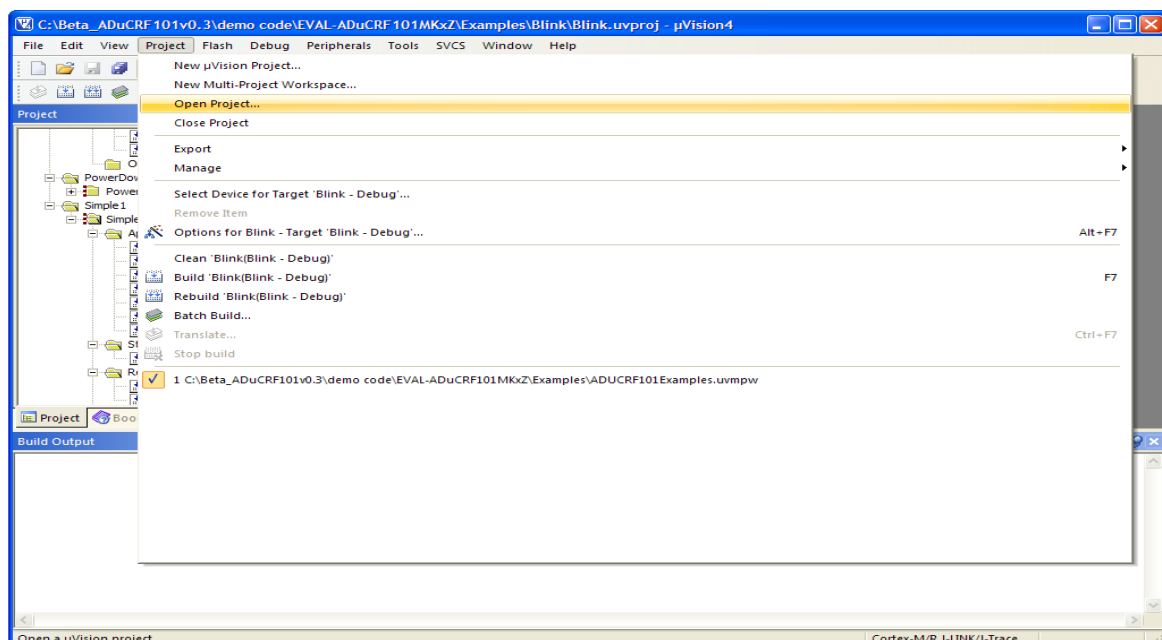 C:\Beta_ADuCRF101v0.3\demo code\EVAL-ADuCRF101MKxZ\Examples\Blink\Blink.uvproj - µVision4
File Edit View Project Flash Debug Peripherals Tools SVCS Window Help
New µVision Project...
New Multi-Project Workspace...
Open Project...
Project
Close Project
Export
Manage
PowerDov
Power
Select Device for Target 'Blink - Debug'...
Simple1
Remove Item
Simple
Options for Blink - Target 'Blink - Debug'... Alt+F7
Clean 'Blink(Blink - Debug)'
Build 'Blink(Blink - Debug)' F7
Rebuild 'Blink(Blink - Debug)'
Batch Build...
Translate... Ctrl+F7
St
Stop build
1 C:\Beta_ADuCRF101v0.3\demo code\EVAL-ADuCRF101MKxZ\Examples\ADUCRF101Examples.uvmpw
Project Boo
Build Output
Open a uVision project Cortex-M/R J-LINK/J-Trace